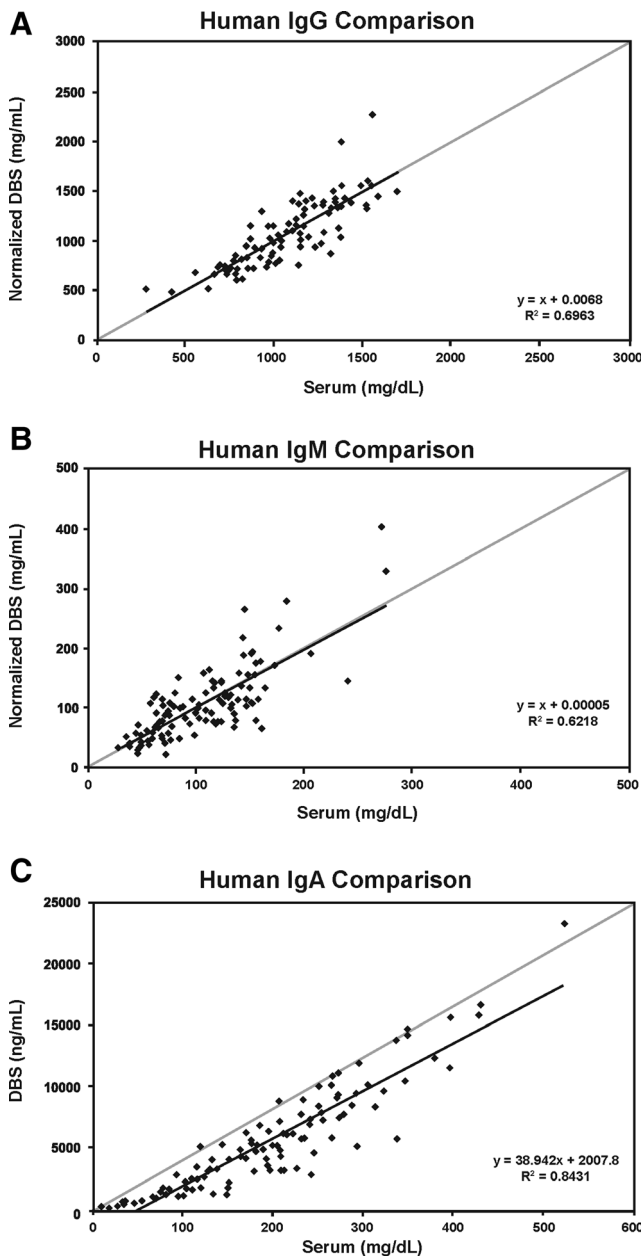 A
Human IgG Comparison
3000
2500
2000
1500
1000
500
0
Normalized DBS (mg/mL)
y = x + 0.0068
R² = 0.6963
0 500 1000 1500 2000 2500 3000
Serum (mg/dL)
B
Human IgM Comparison
500
400
300
200
100
0
Normalized DBS (mg/mL)
y = x + 0.00005
R² = 0.6218
0 100 200 300 400 500
Serum (mg/dL)
C
Human IgA Comparison
25000
20000
15000
10000
5000
0
DBS (ng/mL)
y = 38.942x + 2007.8
R² = 0.8431
0 100 200 300 400 500 600
Serum (mg/dL)